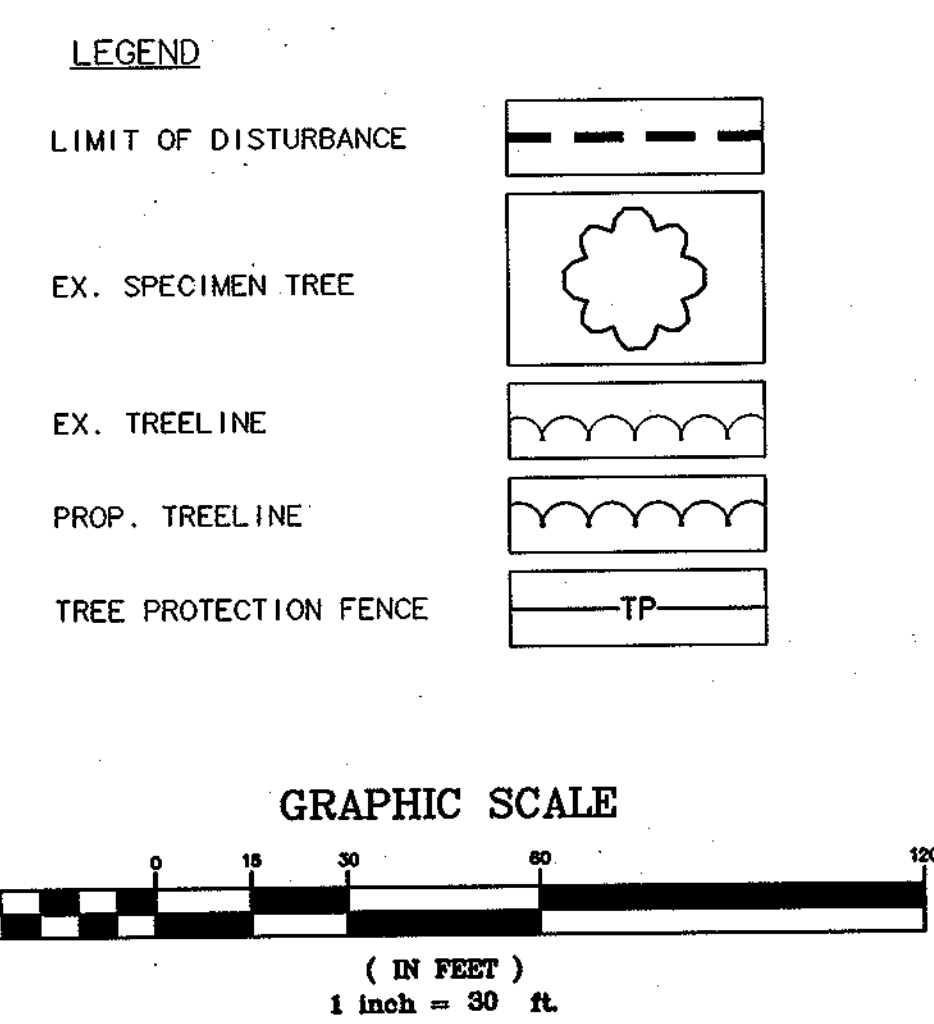 LEGEND
LIMIT OF DISTURBANCE
EX. SPECIMEN TREE
EX. TREELINE
PROP. TREELINE
TREE PROTECTION FENCE
TP
GRAPHIC SCALE
0 15 30 60 120
( IN FEET )
1 inch = 30 ft.